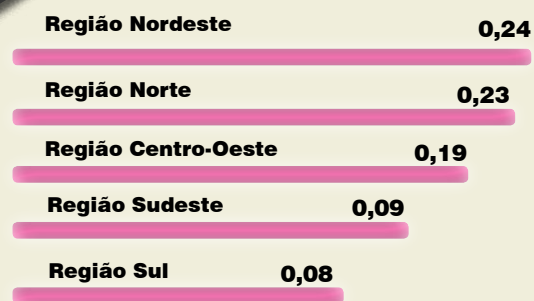 Região Nordeste 0,24
Região Norte 0,23
Região Centro-Oeste 0,19
Região Sudeste 0,09
Região Sul 0,08